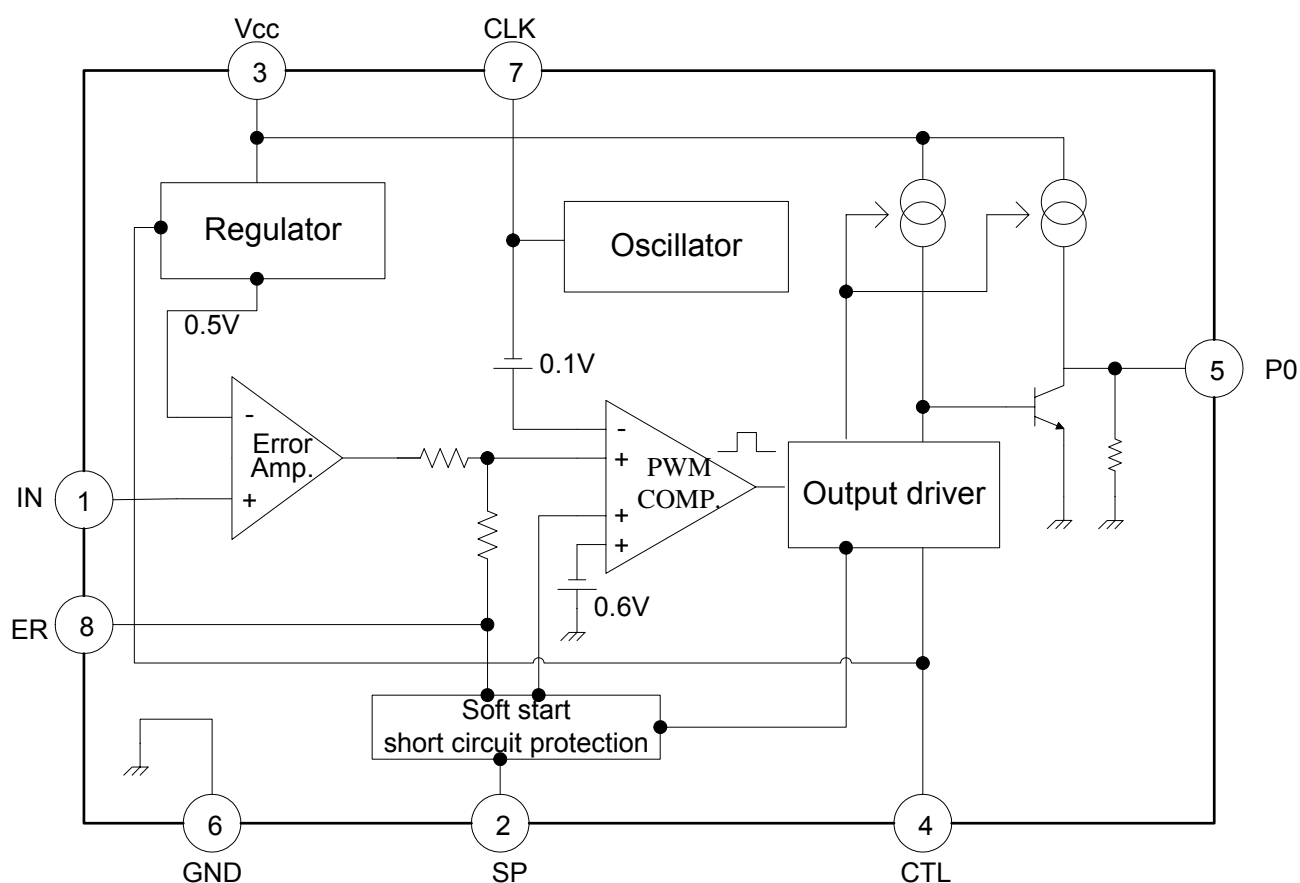 Vcc
CLK
3
7
Regulator
Oscillator
0.5V
0.1V
5
P0
-
Error
Amp.
+
-
+
PWM
COMP.
+
+
Output driver
IN
1
0.6V
ER
8
Soft start
short circuit protection
6
2
4
GND
SP
CTL